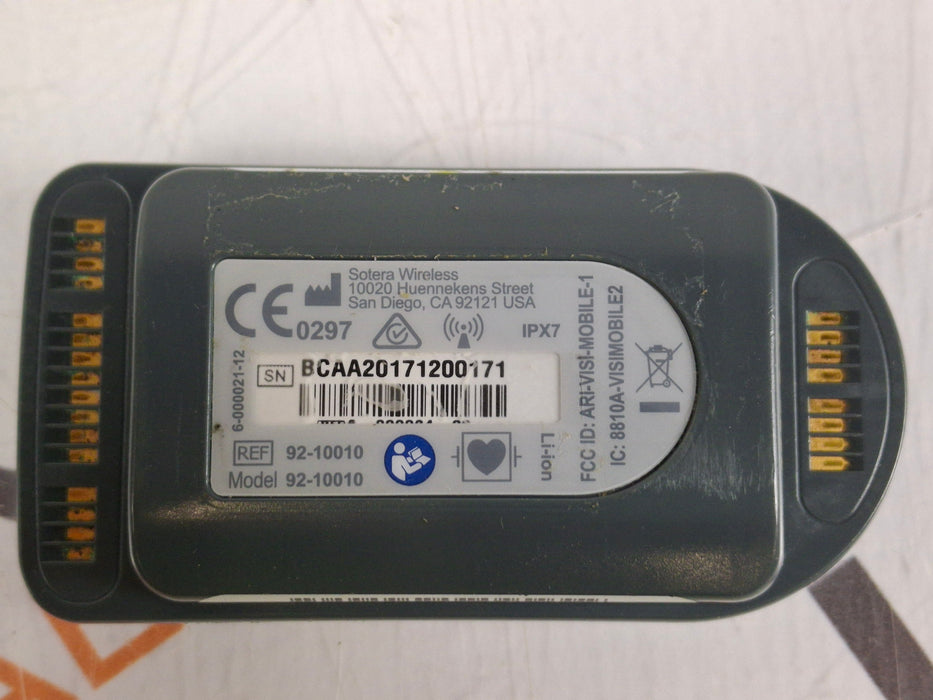 Sotera Wireless
10020 Huennekens Street
San Diego, CA 92121 USA
CE 0297
IPX7
SN BCAA20171200171
REF 92-10010
Model 92-10010
6-000021-12
Li-ion
FCC ID: ARI-VISI-MOBILE-1
IC: 8810A-VISIMOBILE2